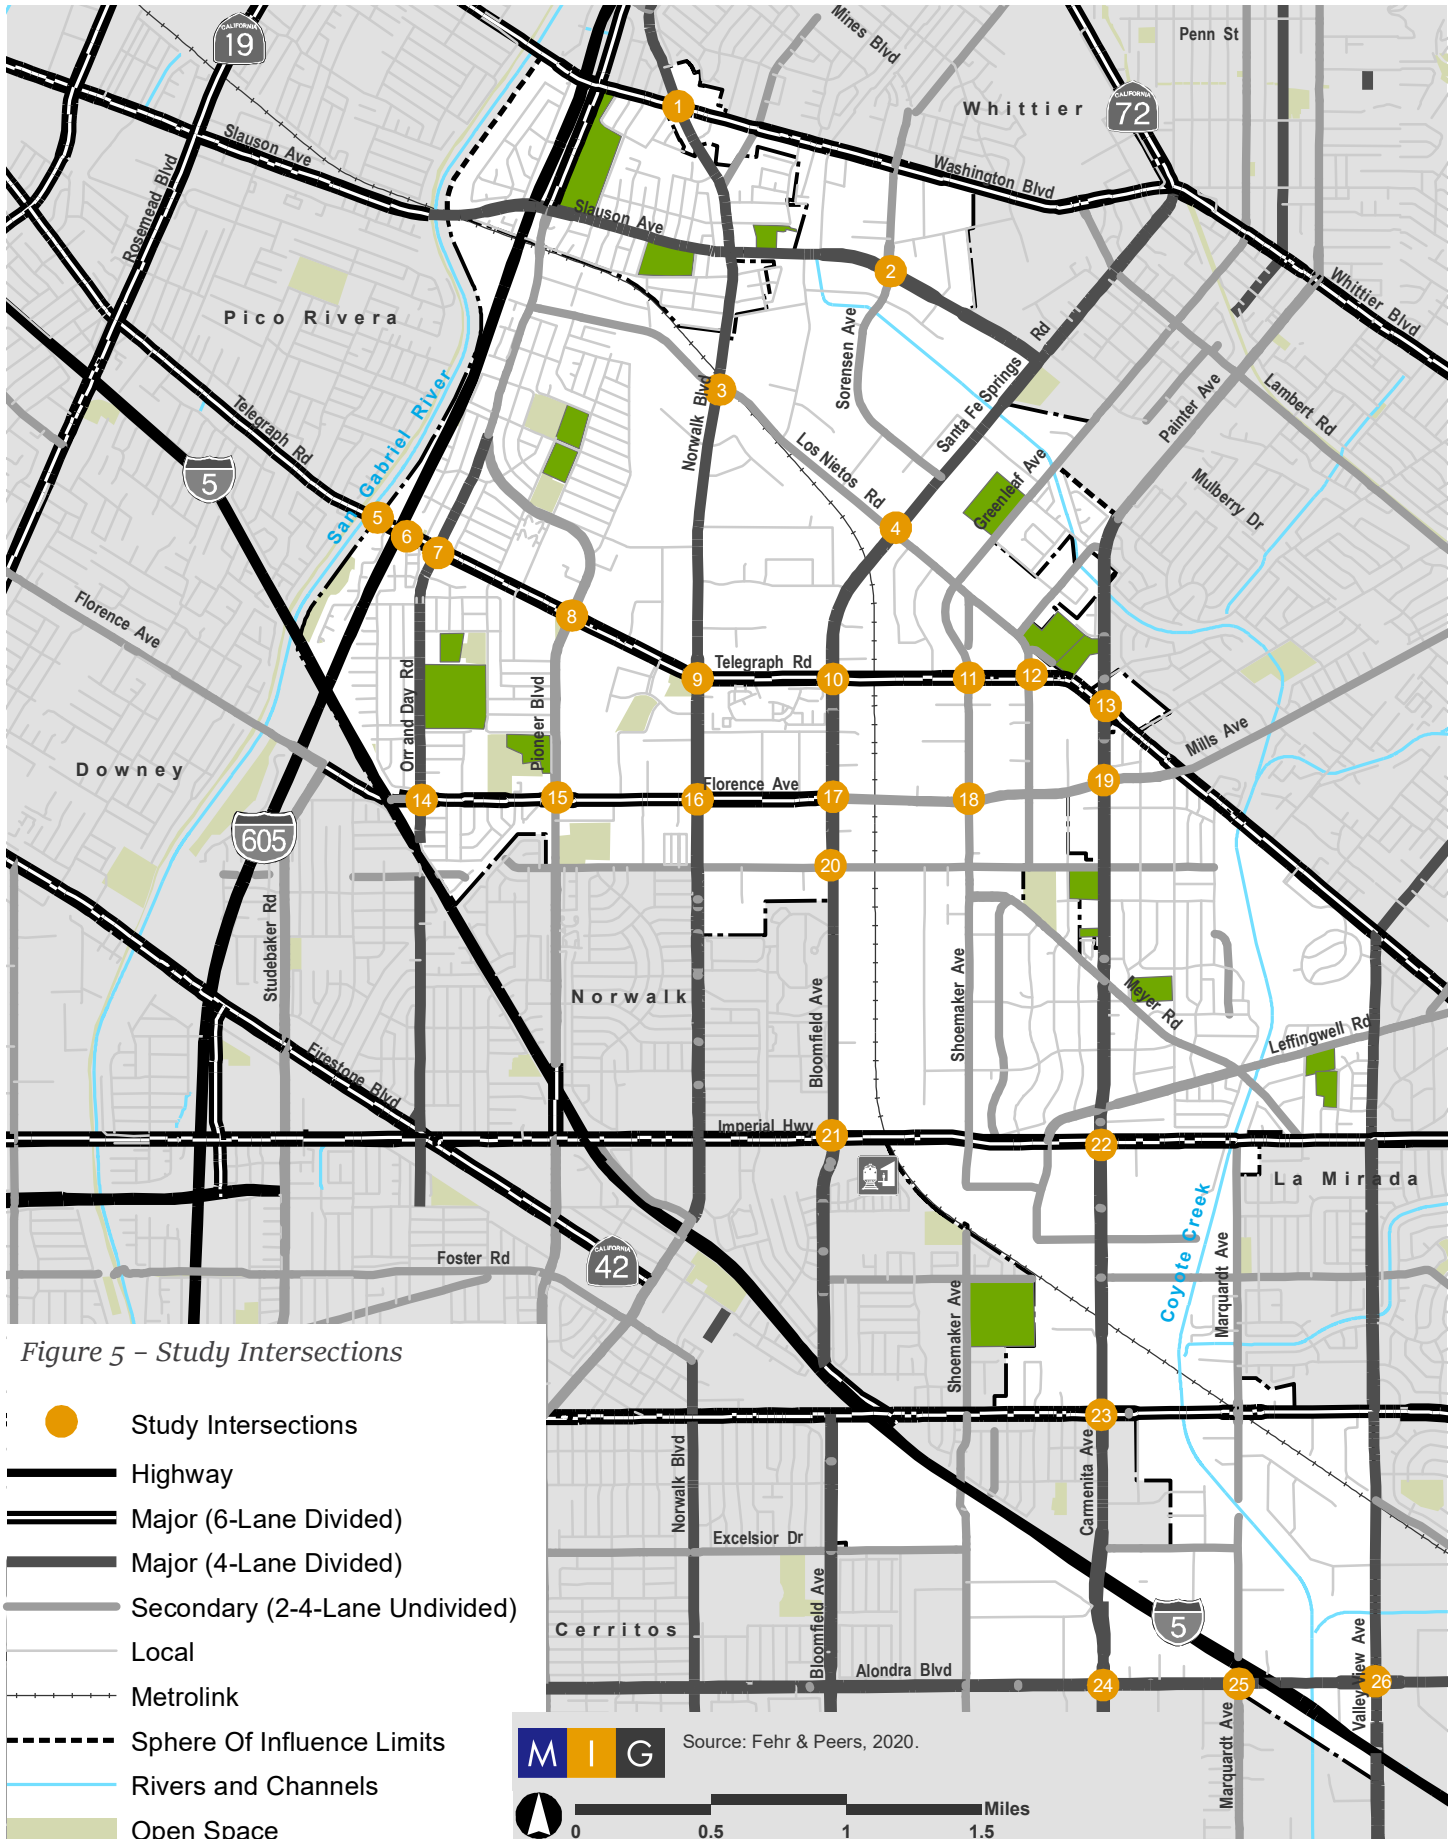 CALIFORNIA
19
Mines Blvd
Penn St
Whittier
CALIFORNIA
72
1
Slauson Ave
Rosemead Blvd
Washington Blvd
Slauson Ave
2
Whittier Blvd
Pico Rivera
Sorensen Ave
Santa Fe Springs Rd
San Gabriel River
Telegraph Rd
3
Norwalk Blvd
Painter Ave
Lambert Rd
5
Los Nietos Rd
Greenleaf Ave
Mulberry Dr
5
6
7
4
Florence Ave
8
Telegraph Rd
9
10
11
12
13
Orr and Day Rd
Pioneer Blvd
Mills Ave
Downey
Florence Ave
14
15
16
17
18
19
605
20
Studebaker Rd
Norwalk
Bloomfield Ave
Shoemaker Ave
Meyer Rd
Leffingwell Rd
Firestone Blvd
Imperial Hwy
21
22
La Mirada
Coyote Creek
Marquardt Ave
Foster Rd
CALIFORNIA
42
Shoemaker Ave
23
Norwalk Blvd
Carmenita Ave
Excelsior Dr
Cerritos
Bloomfield Ave
5
Alondra Blvd
24
25
26
Valley View Ave
Marquardt Ave
Figure 5 – Study Intersections
Study Intersections
Highway
Major (6-Lane Divided)
Major (4-Lane Divided)
Secondary (2-4-Lane Undivided)
Local
Metrolink
Sphere Of Influence Limits
Rivers and Channels
Open Space
MIG
Source: Fehr & Peers, 2020.
Miles
0 0.5 1 1.5